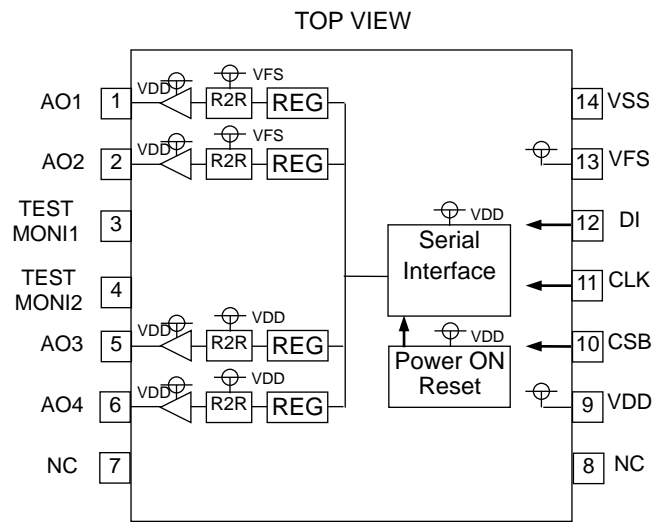 TOP VIEW
AO1 1 VDD R2R VFS REG
AO2 2 VDD R2R VFS REG
TEST
MONI1 3
TEST
MONI2 4
AO3 5 VDD R2R VDD REG
AO4 6 VDD R2R VDD REG
NC 7
VDD
Serial
Interface
VDD
Power ON
Reset
14 VSS
13 VFS
12 DI
11 CLK
10 CSB
9 VDD
8 NC